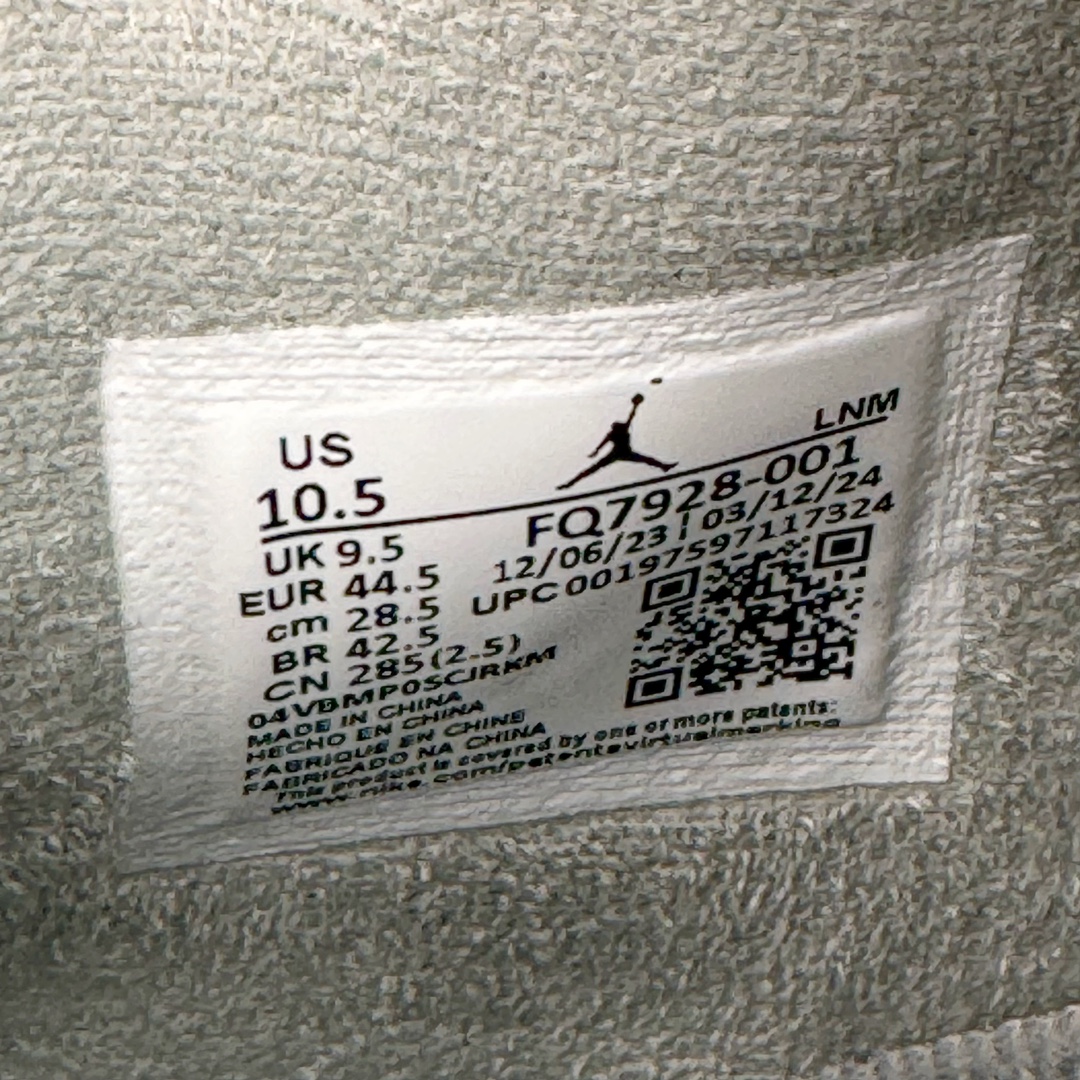 LNM
US
10.5
FQ7928-001
UK 9.5
12/06/23 | 03/12/24
EUR 44.5
UPC 00197597117324
cm 28.5
BR 42.5
CN 285(2.5)
04VBMP0SCJRKM
MADE IN CHINA
HECHO EN CHINA
FABRIQUE EN CHINE
FABRICADO NA CHINA
This product is covered by one or more patents:
www.nike.com/patentsvirtualmarking